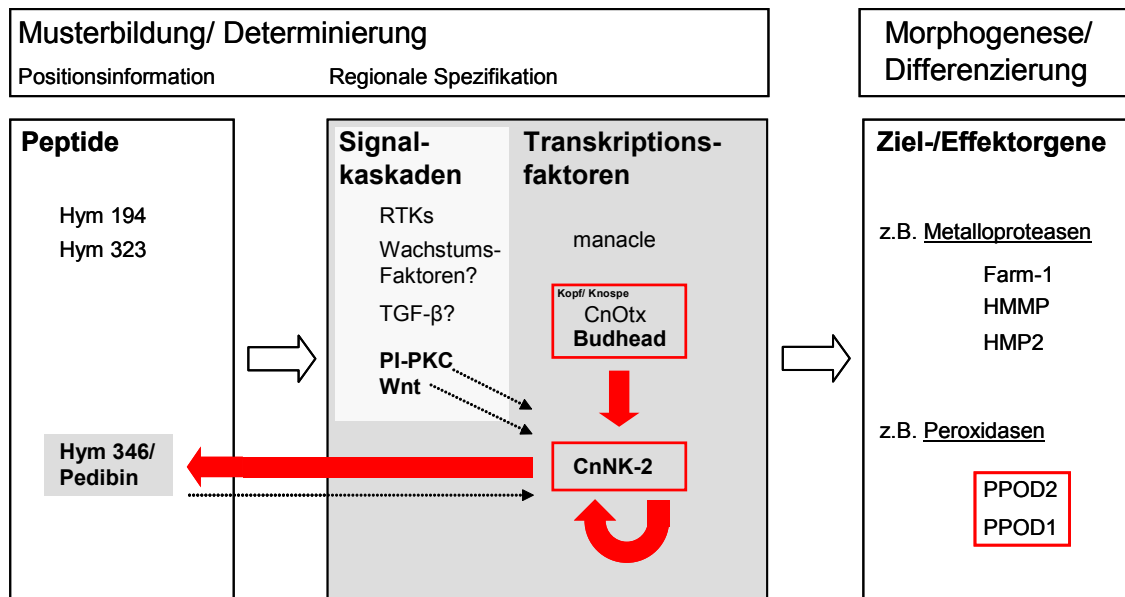 Musterbildung/ Determinierung
Positionsinformation
Regionale Spezifikation
Morphogenese/
Differenzierung
Peptide
Hym 194
Hym 323
Hym 346/
Pedibin
Signal-
kaskaden
RTKs
Wachstums-
Faktoren?
TGF-β?
PI-PKC
Wnt
Transkriptions-
faktoren
manacle
Kopf/ Knospe
CnOtx
Budhead
CnNK-2
Ziel-/Effektorgene
z.B. Metalloproteasen
Farm-1
HMMP
HMP2
z.B. Peroxidasen
PPOD2
PPOD1